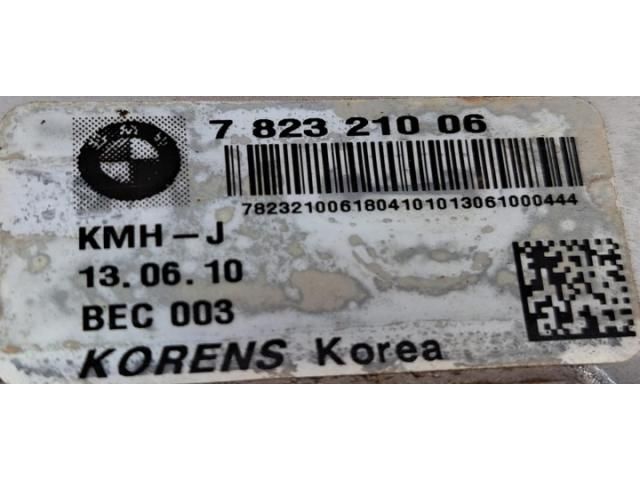 7 823 210 06
7823210061804101013061000444
KMH-J
13.06.10
BEC 003
KORENS Korea